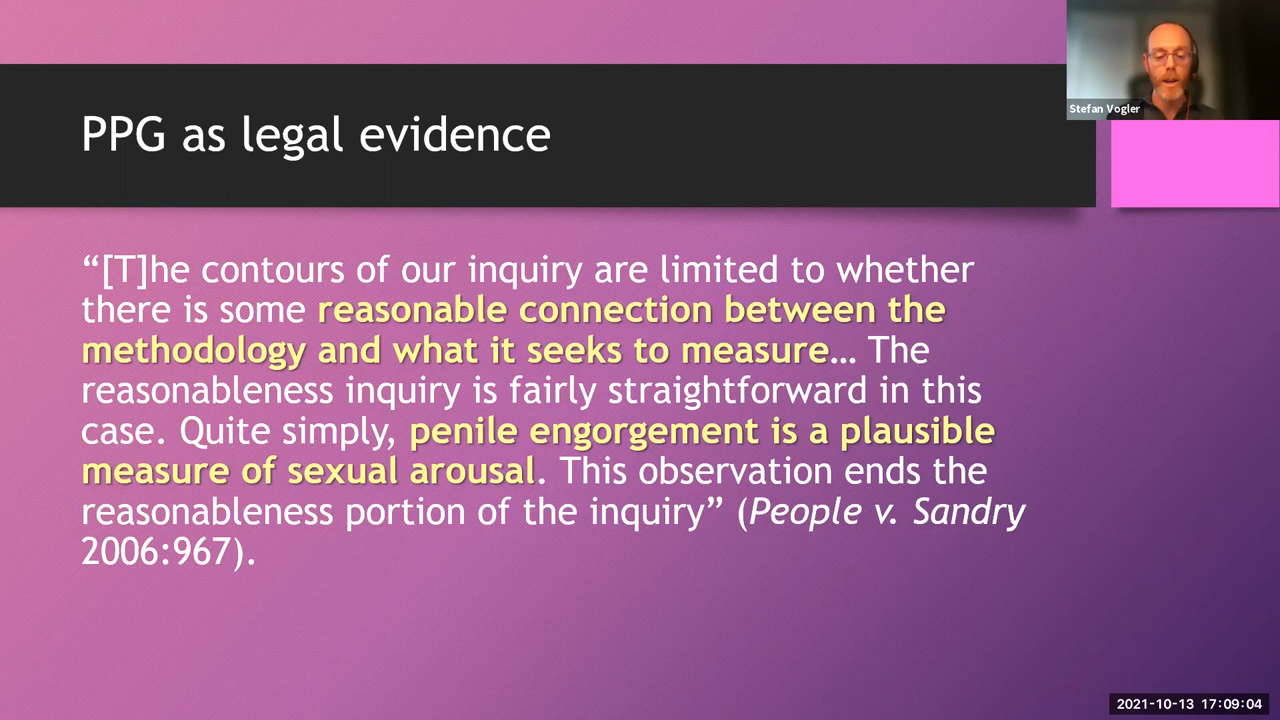 Stefan Vogler
PPG as legal evidence
“[T]he contours of our inquiry are limited to whether
there is some reasonable connection between the
methodology and what it seeks to measure… The
reasonableness inquiry is fairly straightforward in this
case. Quite simply, penile engorgement is a plausible
measure of sexual arousal. This observation ends the
reasonableness portion of the inquiry” (People v. Sandry
2006:967).
2021-10-13 17:09:04